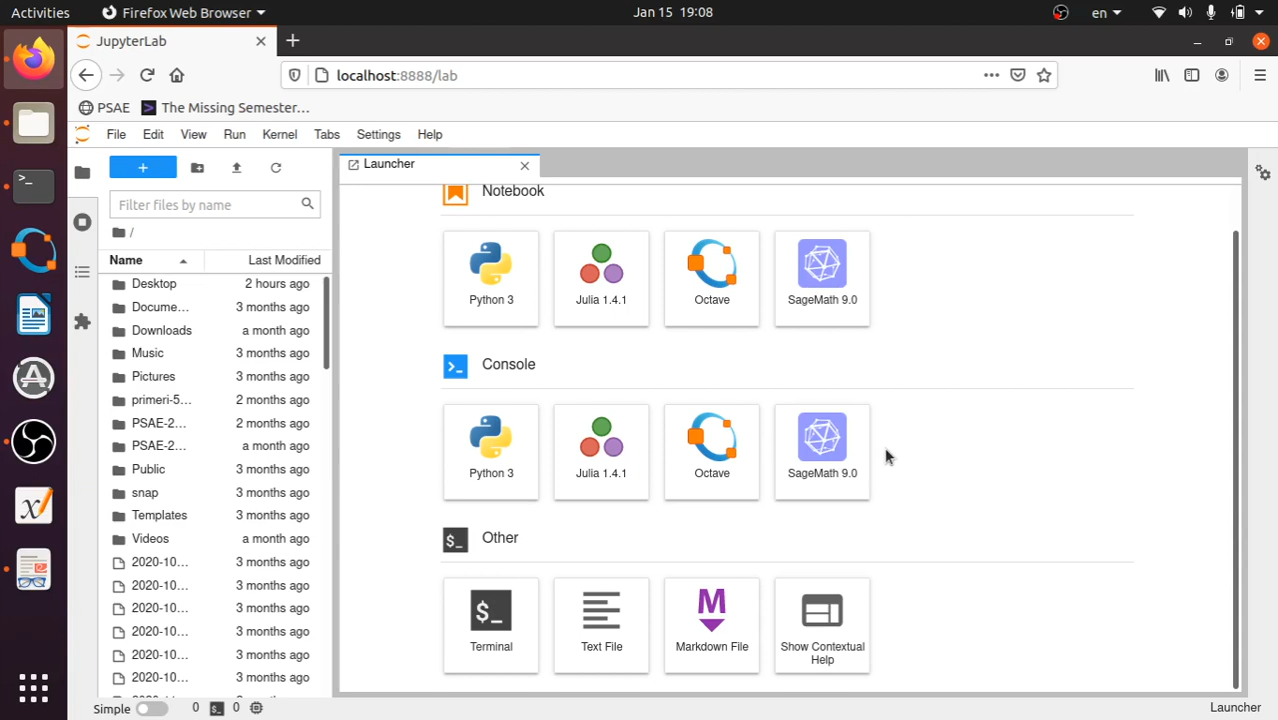 Activities
Firefox Web Browser
Jan 15 19:08
en
JupyterLab
localhost:8888/lab
PSAE
The Missing Semester...
File
Edit
View
Run
Kernel
Tabs
Settings
Help
Launcher
Filter files by name
/
Name
Last Modified
Desktop 2 hours ago
Docume... 3 months ago
Downloads a month ago
Music 3 months ago
Pictures 3 months ago
primeri-5... 2 months ago
PSAE-2... 2 months ago
PSAE-2... a month ago
Public 3 months ago
snap 3 months ago
Templates 3 months ago
Videos a month ago
2020-10... 3 months ago
2020-10... 3 months ago
2020-10... 3 months ago
2020-10... 3 months ago
2020-10... 3 months ago
2020-10... 3 months ago
Notebook
Python 3
Julia 1.4.1
Octave
SageMath 9.0
Console
Python 3
Julia 1.4.1
Octave
SageMath 9.0
$_ Other
$_
Terminal
Text File
M
Markdown File
Show Contextual
Help
Simple
0
$_
0
Launcher